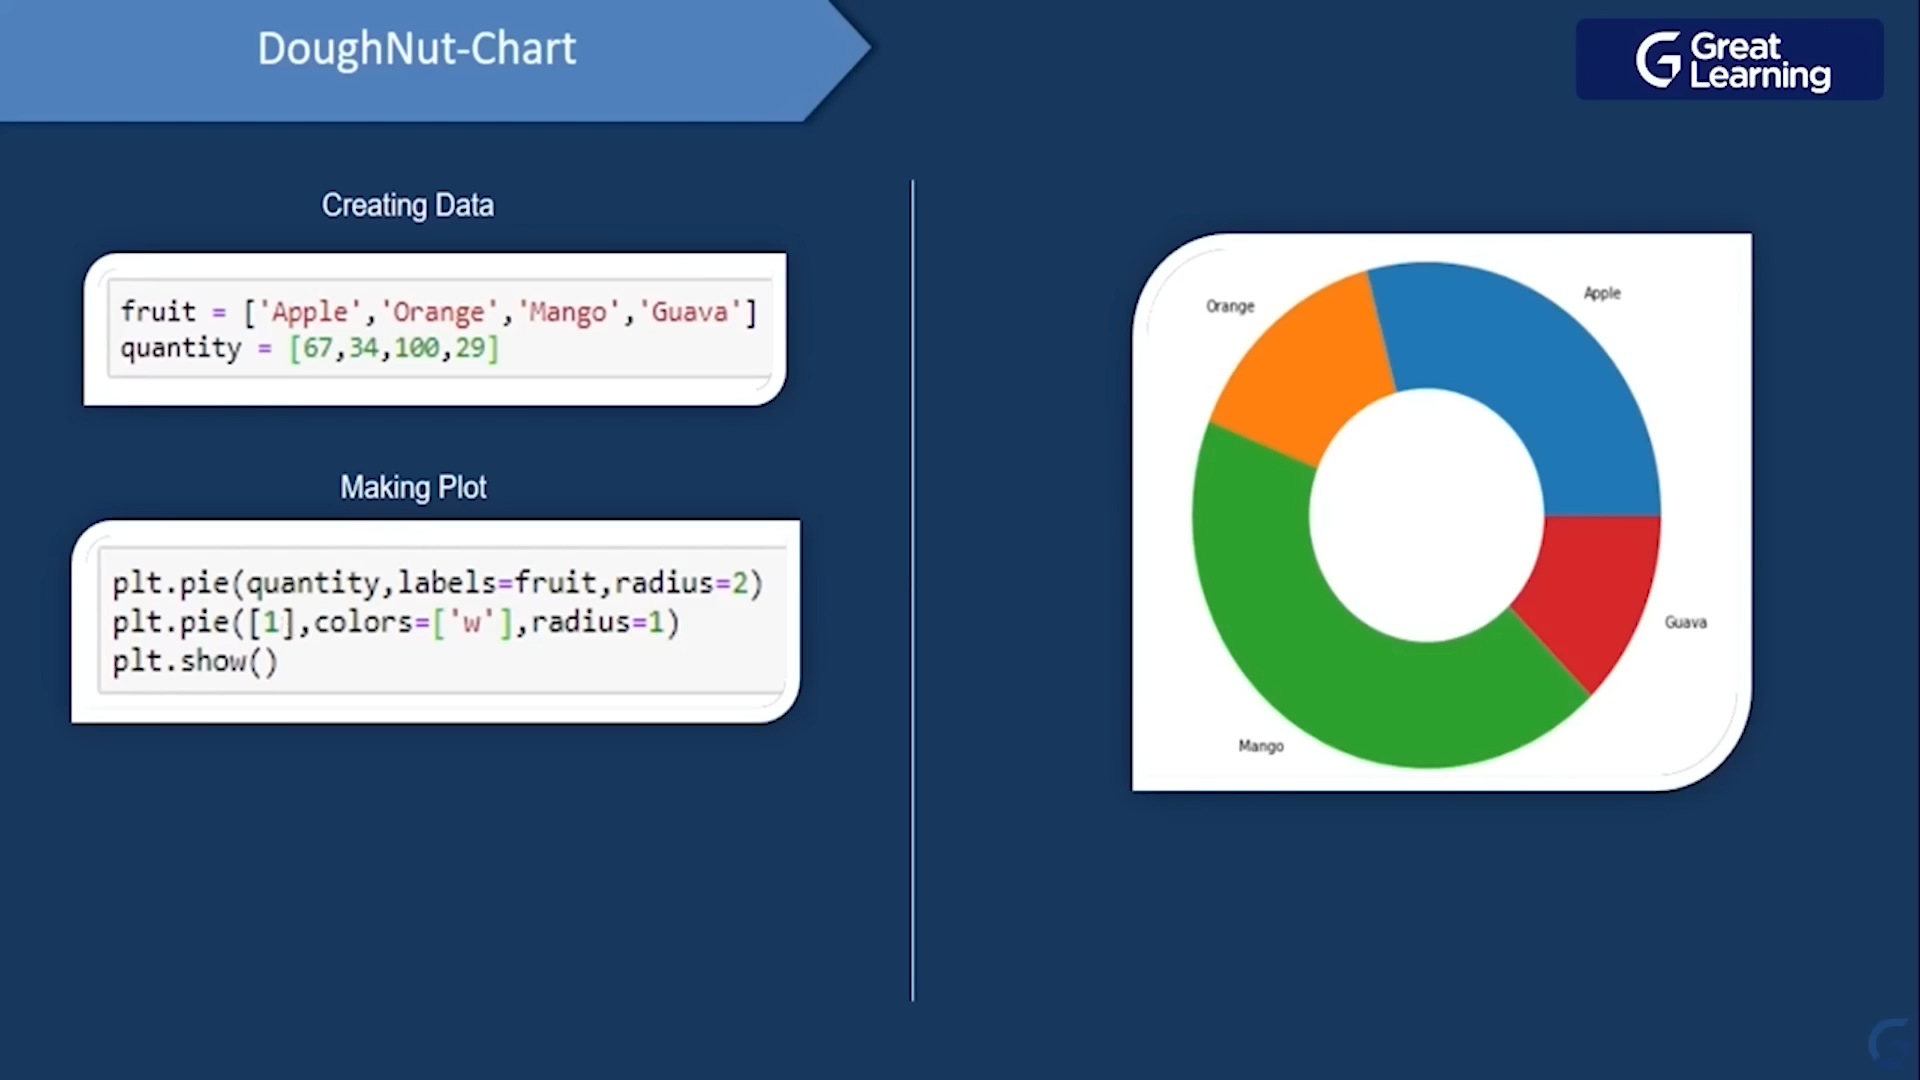 DoughNut-Chart
Great
Learning
Creating Data
fruit = ['Apple','Orange','Mango','Guava']
quantity = [67,34,100,29]
Making Plot
plt.pie(quantity,labels=fruit,radius=2)
plt.pie([1],colors=['w'],radius=1)
plt.show()
Apple
Orange
Guava
Mango